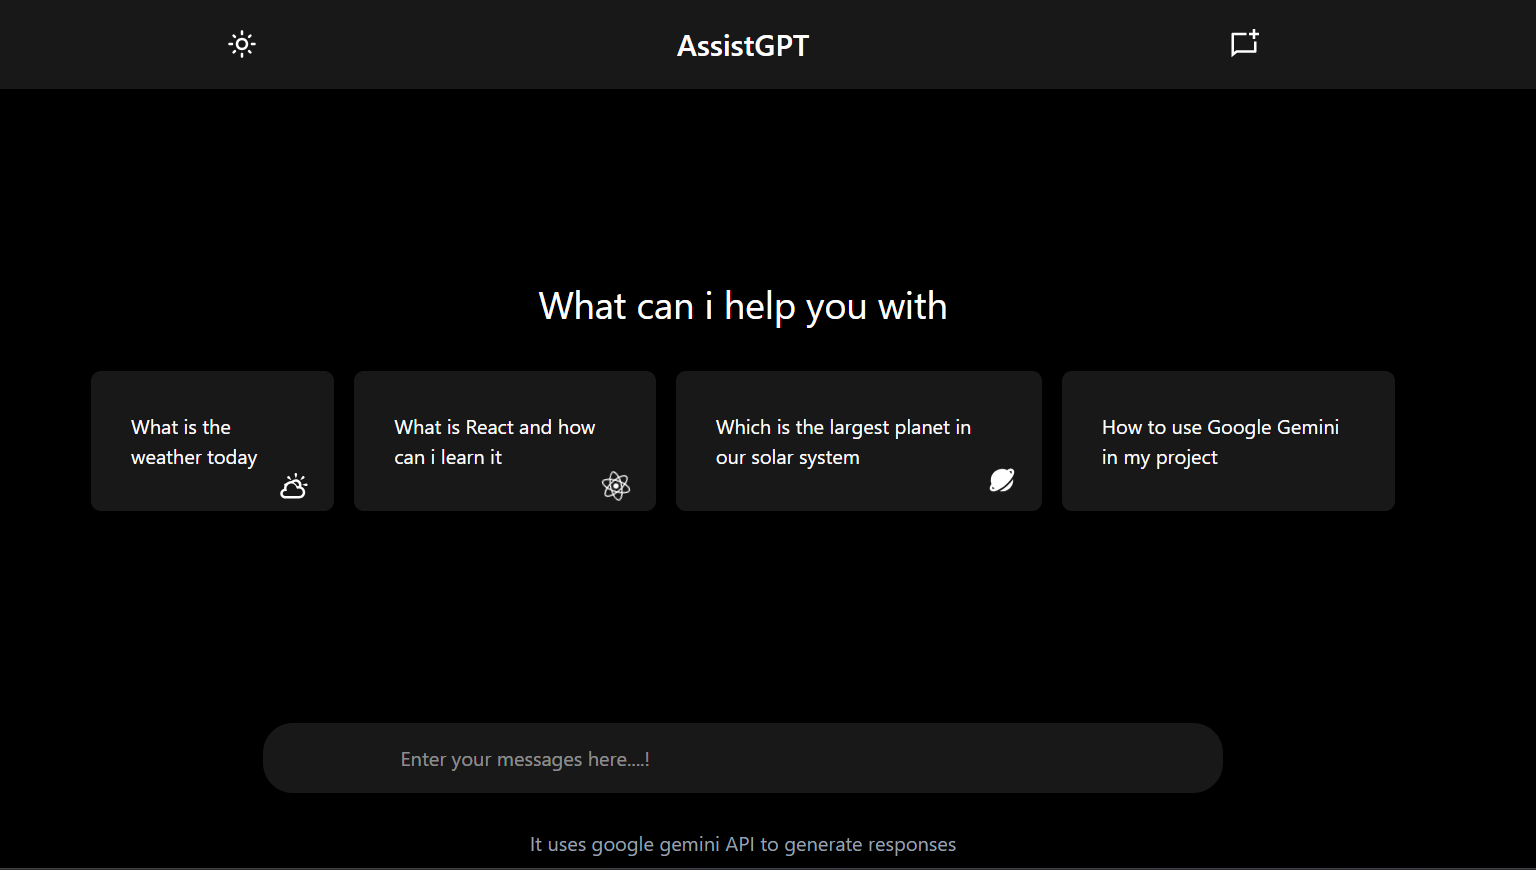 AssistGPT
What can i help you with
What is the
weather today
What is React and how
can i learn it
Which is the largest planet in
our solar system
How to use Google Gemini
in my project
Enter your messages here....!
It uses google gemini API to generate responses